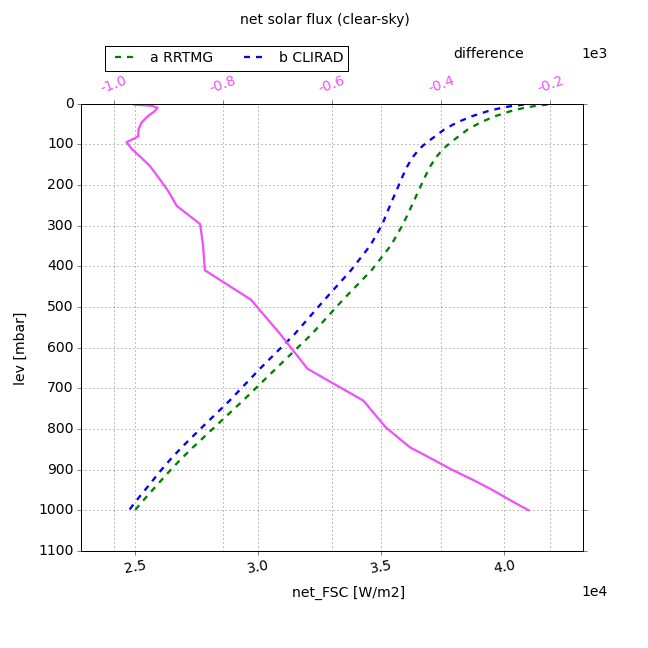 net solar flux (clear-sky)
a RRTMG b CLIRAD difference 1e3
-1.0 -0.8 -0.6 -0.4 -0.2
0
100
200
300
400
500
600
700
800
900
1000
1100
lev [mbar]
2.5 3.0 3.5 4.0
net_FSC [W/m2] 1e4